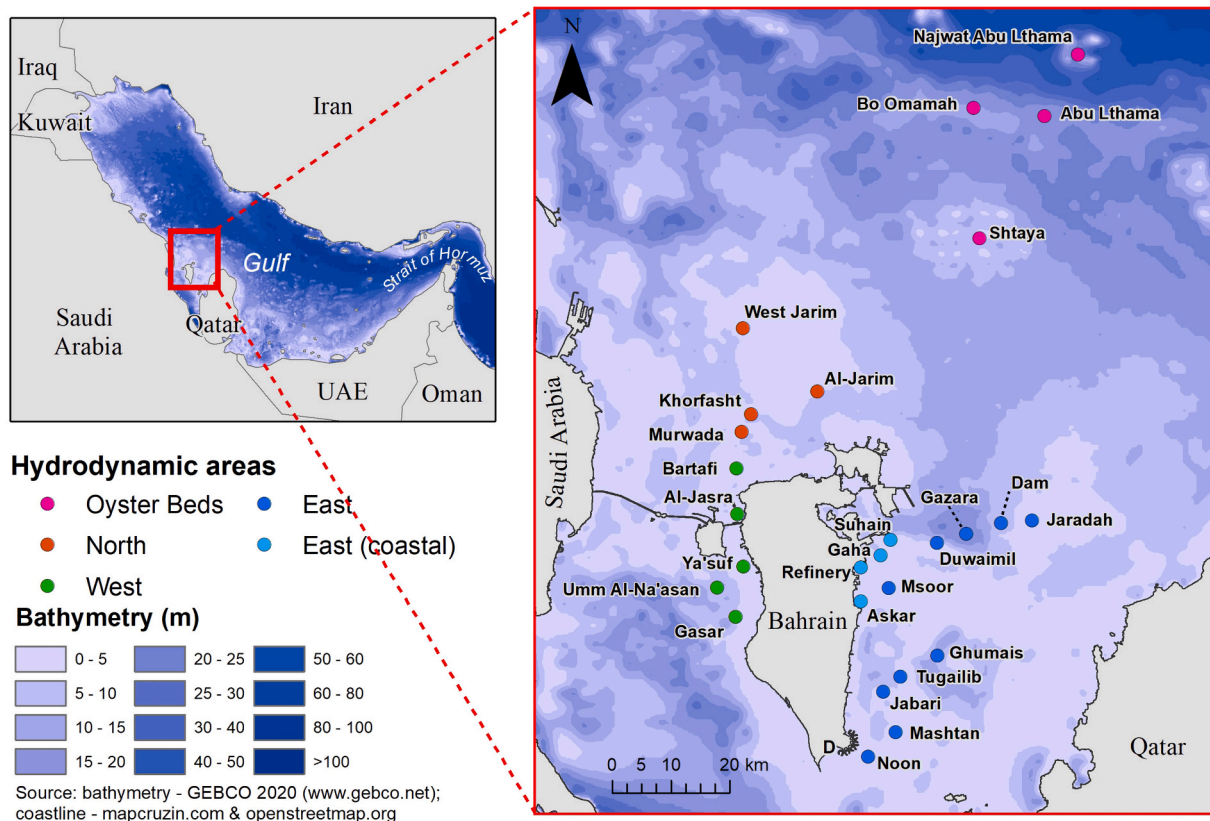 Iraq
Kuwait
Iran
Gulf
Strait of Hormuz
Saudi
Arabia
Qatar
UAE
Oman
Hydrodynamic areas
Oyster Beds
East
North
East (coastal)
West
Bathymetry (m)
0 - 5
20 - 25
50 - 60
5 - 10
25 - 30
60 - 80
10 - 15
30 - 40
80 - 100
15 - 20
40 - 50
>100
Source: bathymetry - GEBCO 2020 (www.gebco.net);
coastline - mapcruzin.com & openstreetmap.org
N
Najwat Abu Lthama
Bo Omamah
Abu Lthama
Shtaya
West Jarim
Al-Jarim
Khorfasht
Murwada
Bartafi
Al-Jasra
Saudi Arabia
Gazara
Dam
Jaradah
Suhain
Gaha
Duwaimil
Ya'suf
Refinery
Umm Al-Na'asan
Msoor
Askar
Gasar
Bahrain
Ghumais
Tugailib
Jabari
Mashtan
D
Noon
Qatar
0 5 10 20 km